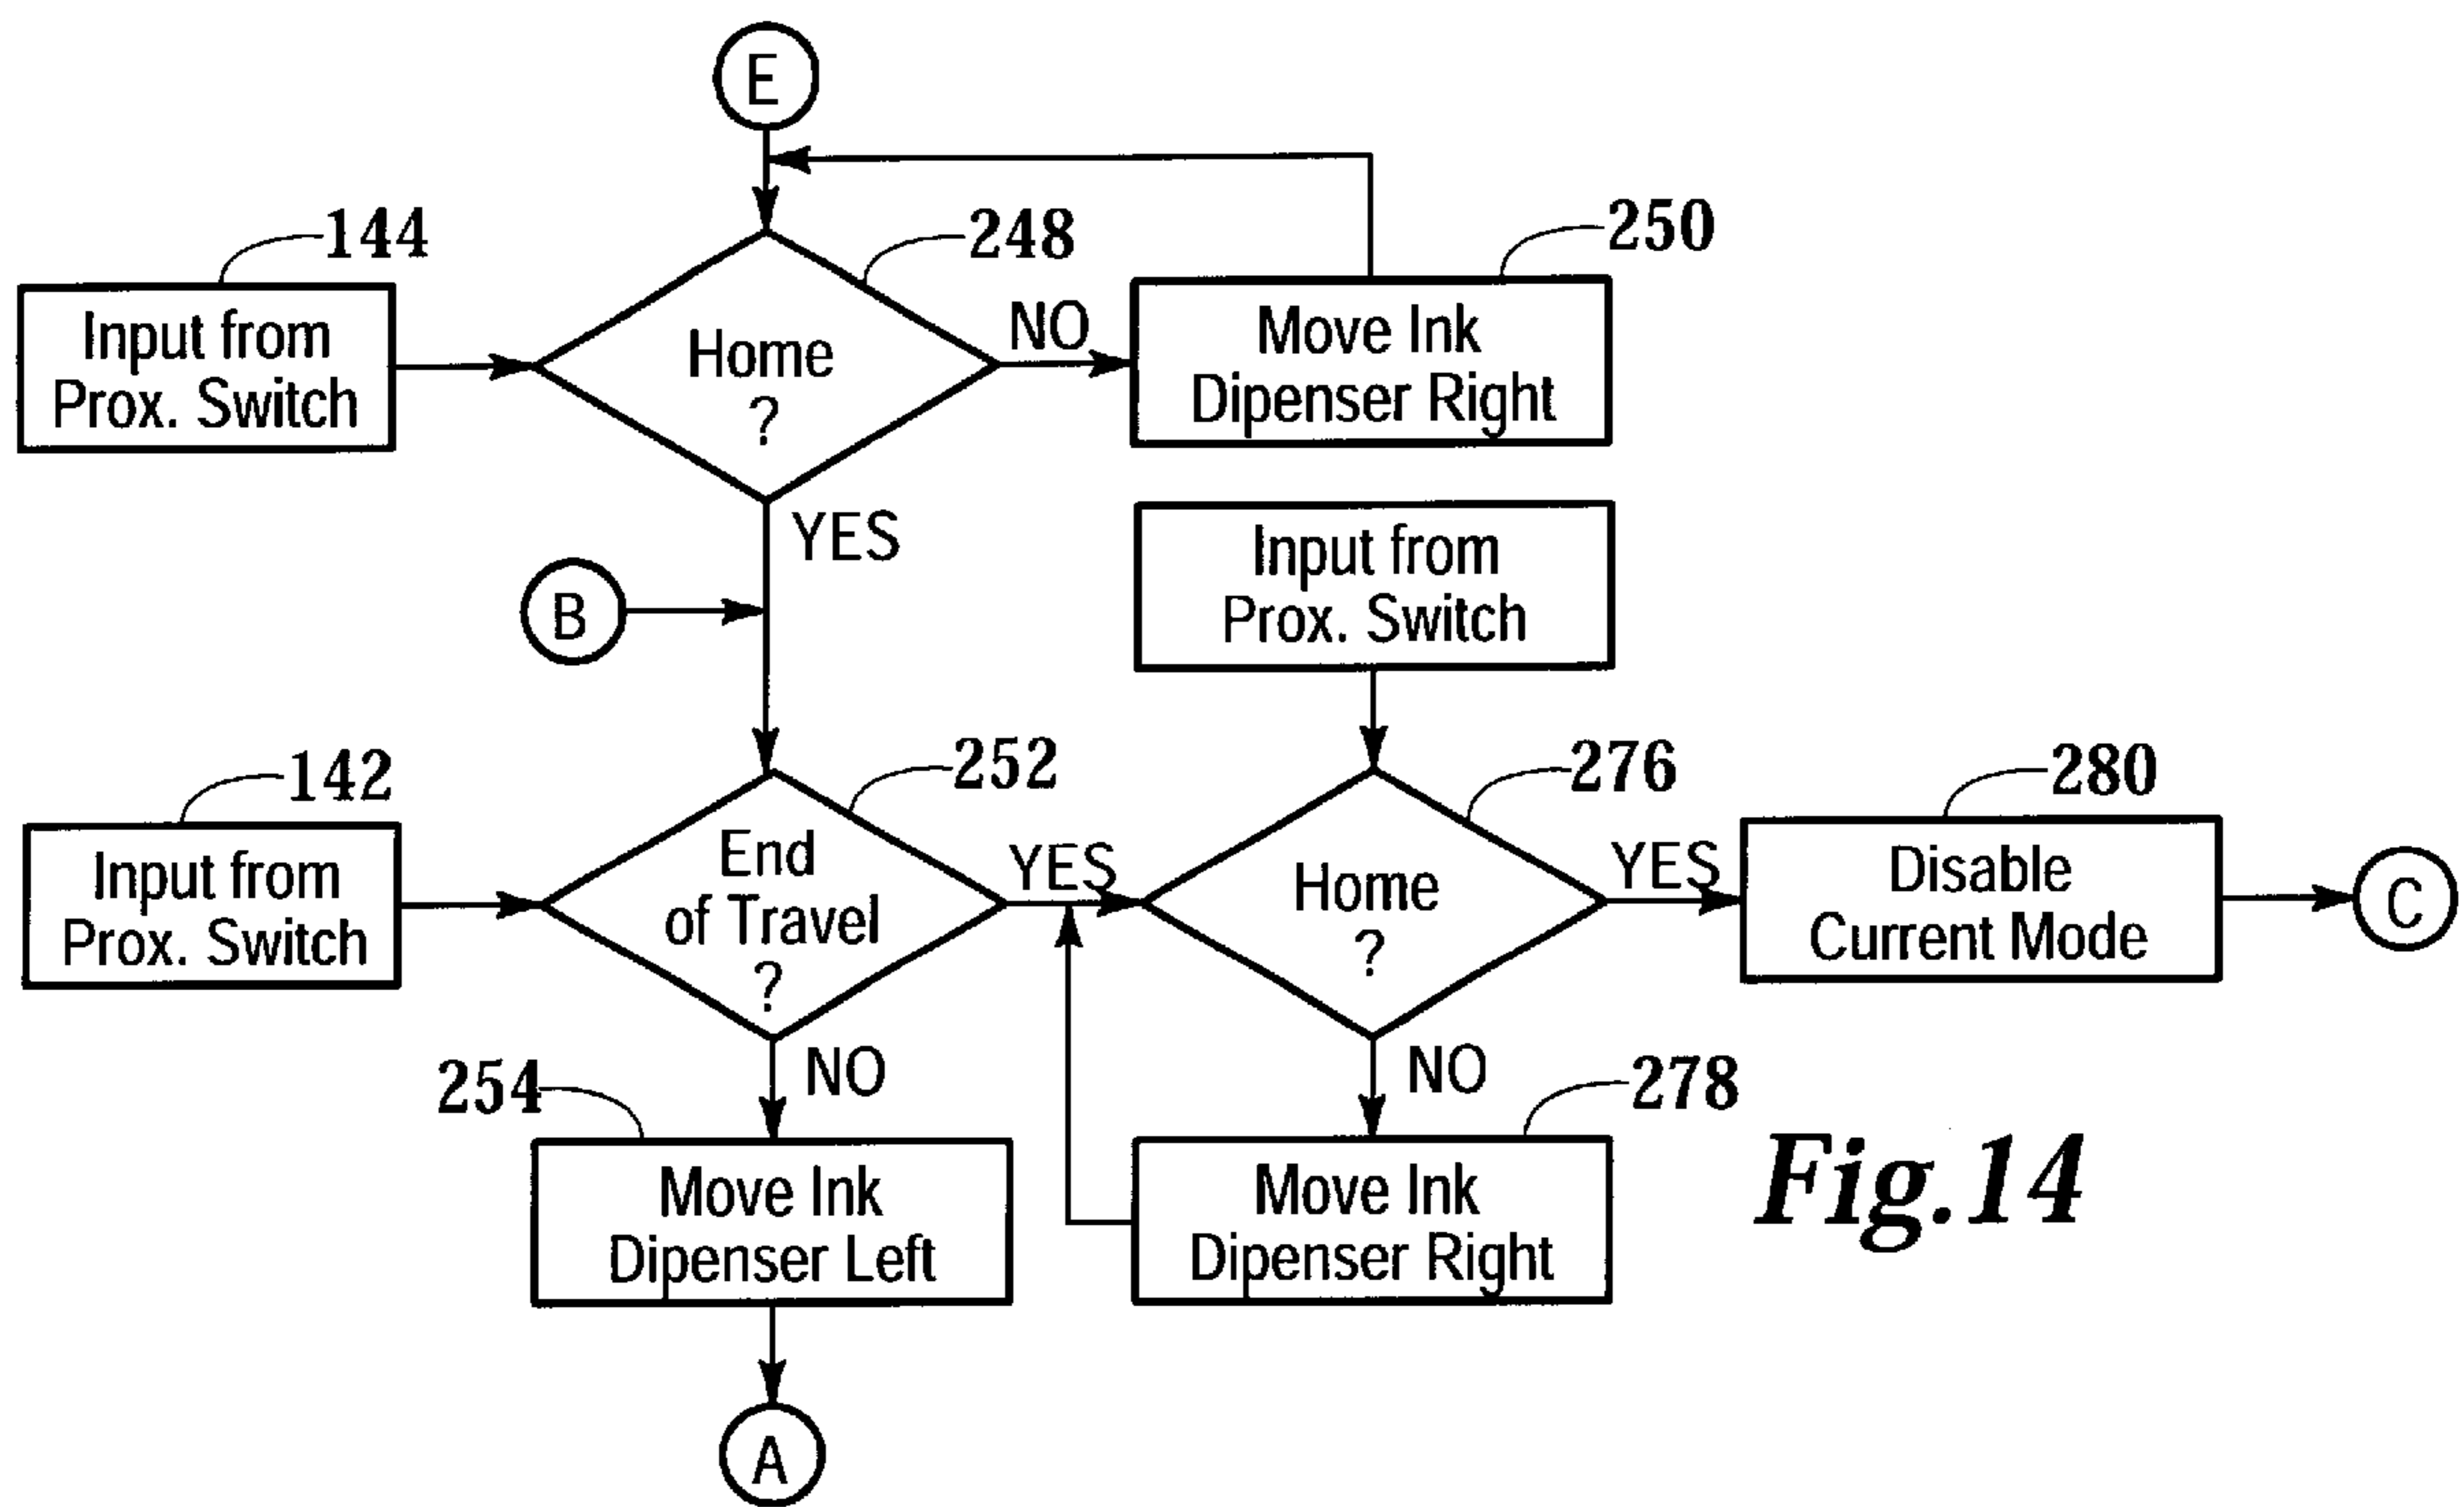 E
144
248
250
Input from
Prox. Switch
Home
?
NO
Move Ink
Dipenser Right
YES
B
Input from
Prox. Switch
142
252
276
280
Input from
Prox. Switch
End
of Travel
?
YES
Home
?
YES
Disable
Current Mode
C
254
NO
NO
278
Move Ink
Dipenser Left
Move Ink
Dipenser Right
Fig.14
A